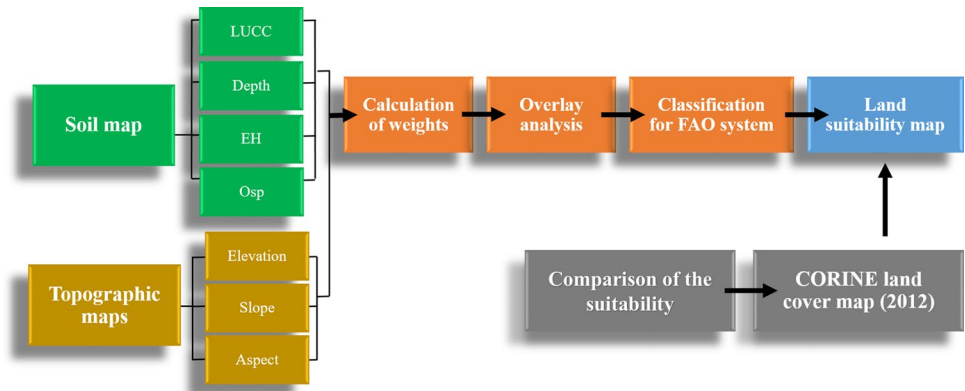 Soil map
LUCC
Depth
EH
Osp
Topographic
maps
Elevation
Slope
Aspect
Calculation
of weights
Overlay
analysis
Classification
for FAO system
Land
suitability map
Comparison of the
suitability
CORINE land
cover map (2012)